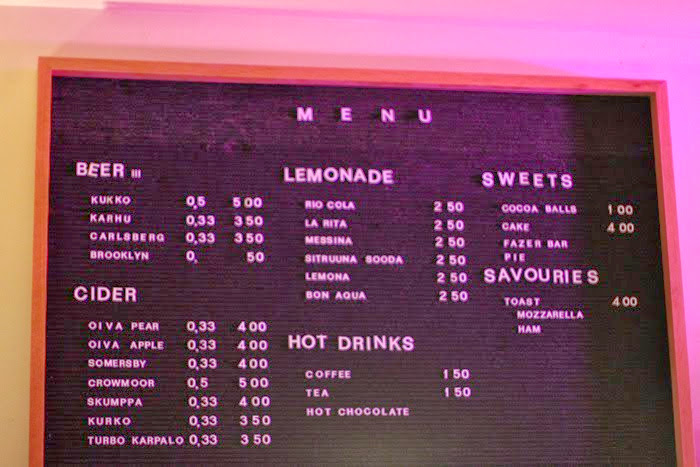 MENU
BEER III
KUKKO 0,5 5 00
KARHU 0,33 3 50
CARLSBERG 0,33 3 50
BROOKLYN 0, 50
CIDER
OIVA PEAR 0,33 4 00
OIVA APPLE 0,33 4 00
SOMERSBY 0,33 4 00
CROWMOOR 0,5 5 00
SKUMPPA 0,33 4 00
KURKO 0,33 3 50
TURBO KARPALO 0,33 3 50
LEMONADE
RIO COLA 2 50
LA RITA 2 50
MESSINA 2 50
SITRUUNA SOODA 2 50
LEMONA 2 50
BON AQUA 2 50
HOT DRINKS
COFFEE 1 50
TEA 1 50
HOT CHOCOLATE
SWEETS
COCOA BALLS 1 00
CAKE 4 00
FAZER BAR
PIE
SAVOURIES
TOAST 4 00
MOZZARELLA
HAM